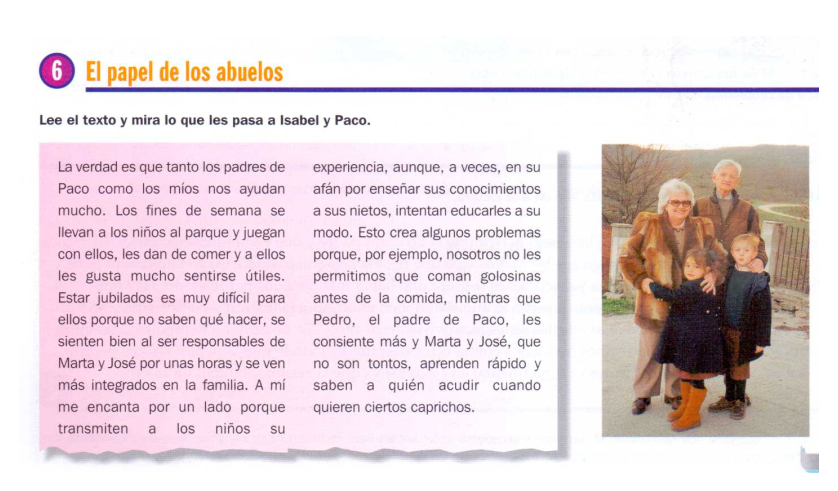 6 El papel de los abuelos
Lee el texto y mira lo que les pasa a Isabel y Paco.
La verdad es que tanto los padres de
Paco como los míos nos ayudan
mucho. Los fines de semana se
llevan a los niños al parque y juegan
con ellos, les dan de comer y a ellos
les gusta mucho sentirse útiles.
Estar jubilados es muy difícil para
ellos porque no saben qué hacer, se
sienten bien al ser responsables de
Marta y José por unas horas y se ven
más integrados en la familia. A mí
me encanta por un lado porque
transmiten a los niños su
experiencia, aunque, a veces, en su
afán por enseñar sus conocimientos
a sus nietos, intentan educarles a su
modo. Esto crea algunos problemas
porque, por ejemplo, nosotros no les
permitimos que coman golosinas
antes de la comida, mientras que
Pedro, el padre de Paco, les
consiente más y Marta y José, que
no son tontos, aprenden rápido y
saben a quién acudir cuando
quieren ciertos caprichos.